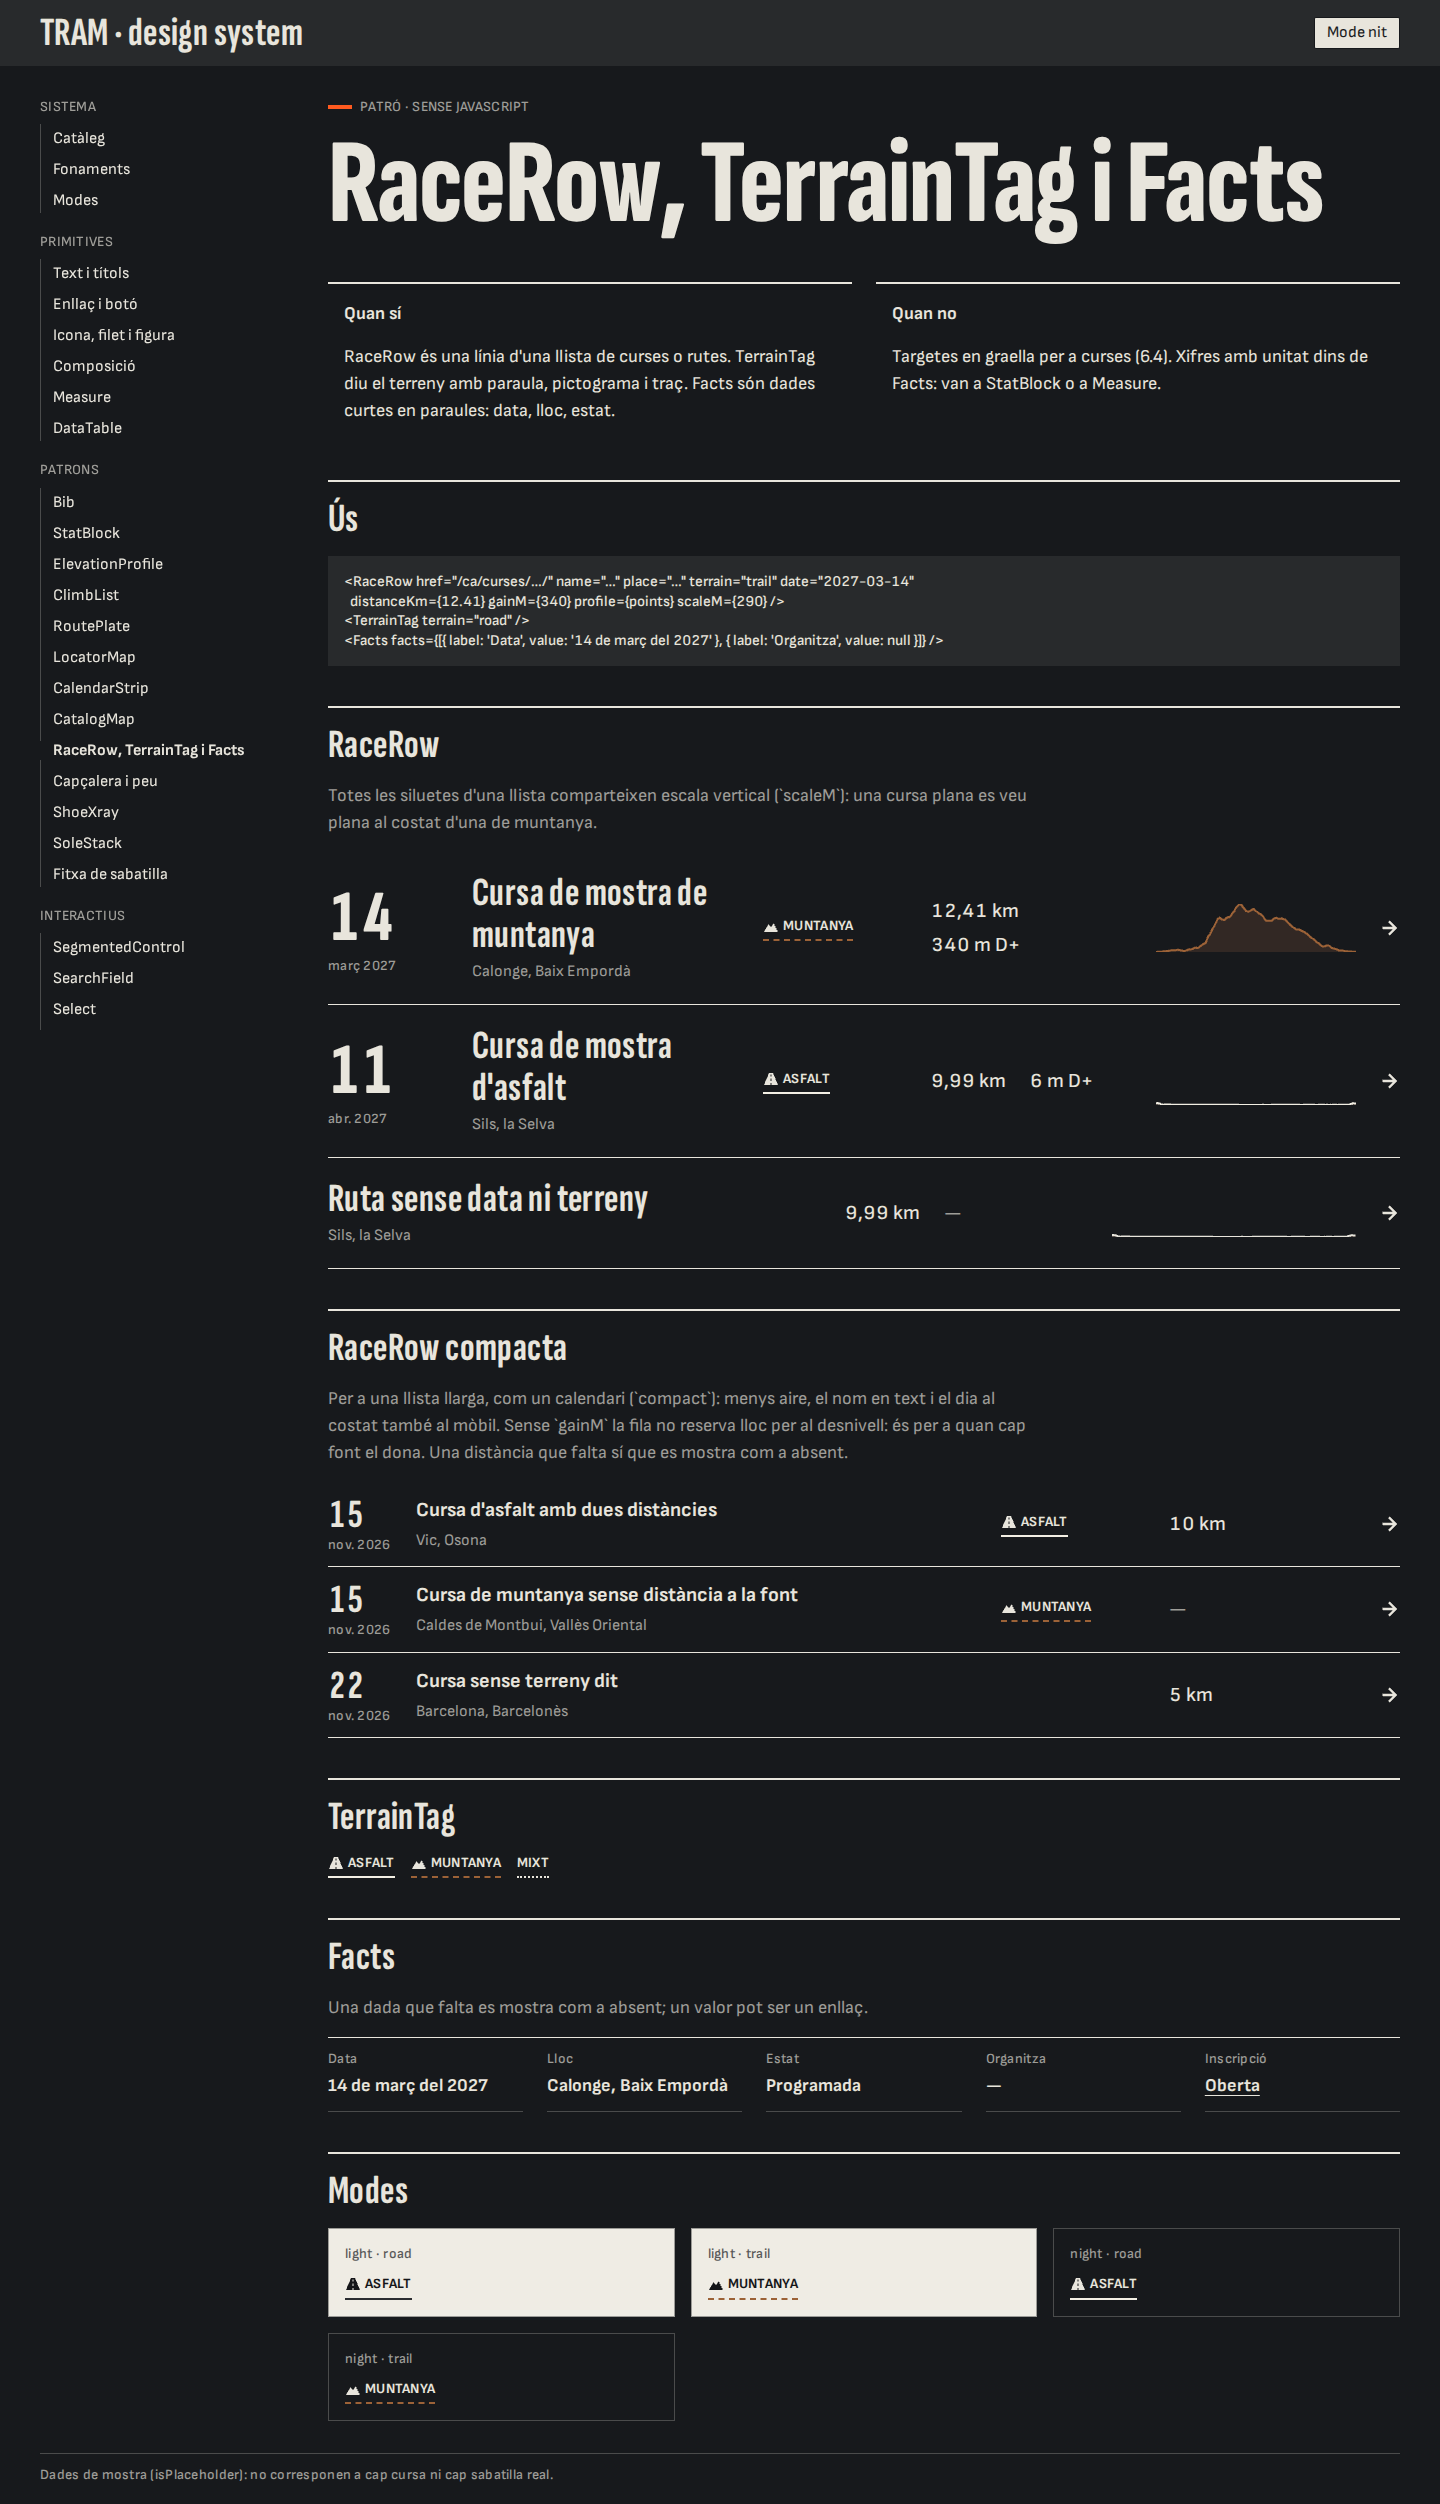 TRAM · design system
Mode nit
SISTEMA
Catàleg
Fonaments
Modes
PRIMITIVES
Text i títols
Enllaç i botó
Icona, filet i figura
Composició
Measure
DataTable
PATRONS
Bib
StatBlock
ElevationProfile
ClimbList
RoutePlate
LocatorMap
CalendarStrip
CatalogMap
RaceRow, TerrainTag i Facts
Capçalera i peu
ShoeXray
SoleStack
Fitxa de sabatilla
INTERACTIUS
SegmentedControl
SearchField
Select
PATRÓ · SENSE JAVASCRIPT
RaceRow, TerrainTag i Facts
Quan sí
RaceRow és una línia d'una llista de curses o rutes. TerrainTag
diu el terreny amb paraula, pictograma i traç. Facts són dades
curtes en paraules: data, lloc, estat.
Quan no
Targetes en graella per a curses (6.4). Xifres amb unitat dins de
Facts: van a StatBlock o a Measure.
Ús
<RaceRow href="/ca/curses/…/" name="…" place="…" terrain="trail" date="2027-03-14"
distanceKm={12.41} gainM={340} profile={points} scaleM={290} />
<TerrainTag terrain="road" />
<Facts facts={[{ label: 'Data', value: '14 de març del 2027' }, { label: 'Organitza', value: null }]} />
RaceRow
Totes les siluetes d'una llista comparteixen escala vertical (`scaleM`): una cursa plana es veu
plana al costat d'una de muntanya.
14
març 2027
Cursa de mostra de
muntanya
Calonge, Baix Empordà
MUNTANYA
12,41 km
340 m D+
11
abr. 2027
Cursa de mostra
d'asfalt
Sils, la Selva
ASFALT
9,99 km 6 m D+
Ruta sense data ni terreny
Sils, la Selva
9,99 km —
RaceRow compacta
Per a una llista llarga, com un calendari (`compact`): menys aire, el nom en text i el dia al
costat també al mòbil. Sense `gainM` la fila no reserva lloc per al desnivell: és per a quan cap
font el dona. Una distància que falta sí que es mostra com a absent.
15
nov. 2026
Cursa d'asfalt amb dues distàncies
Vic, Osona
ASFALT
10 km
15
nov. 2026
Cursa de muntanya sense distància a la font
Caldes de Montbui, Vallès Oriental
MUNTANYA
—
22
nov. 2026
Cursa sense terreny dit
Barcelona, Barcelonès
5 km
TerrainTag
ASFALT MUNTANYA MIXT
Facts
Una dada que falta es mostra com a absent; un valor pot ser un enllaç.
Data
14 de març del 2027
Lloc
Calonge, Baix Empordà
Estat
Programada
Organitza
—
Inscripció
Oberta
Modes
light · road
ASFALT
light · trail
MUNTANYA
night · road
ASFALT
night · trail
MUNTANYA
Dades de mostra (isPlaceholder): no corresponen a cap cursa ni cap sabatilla real.